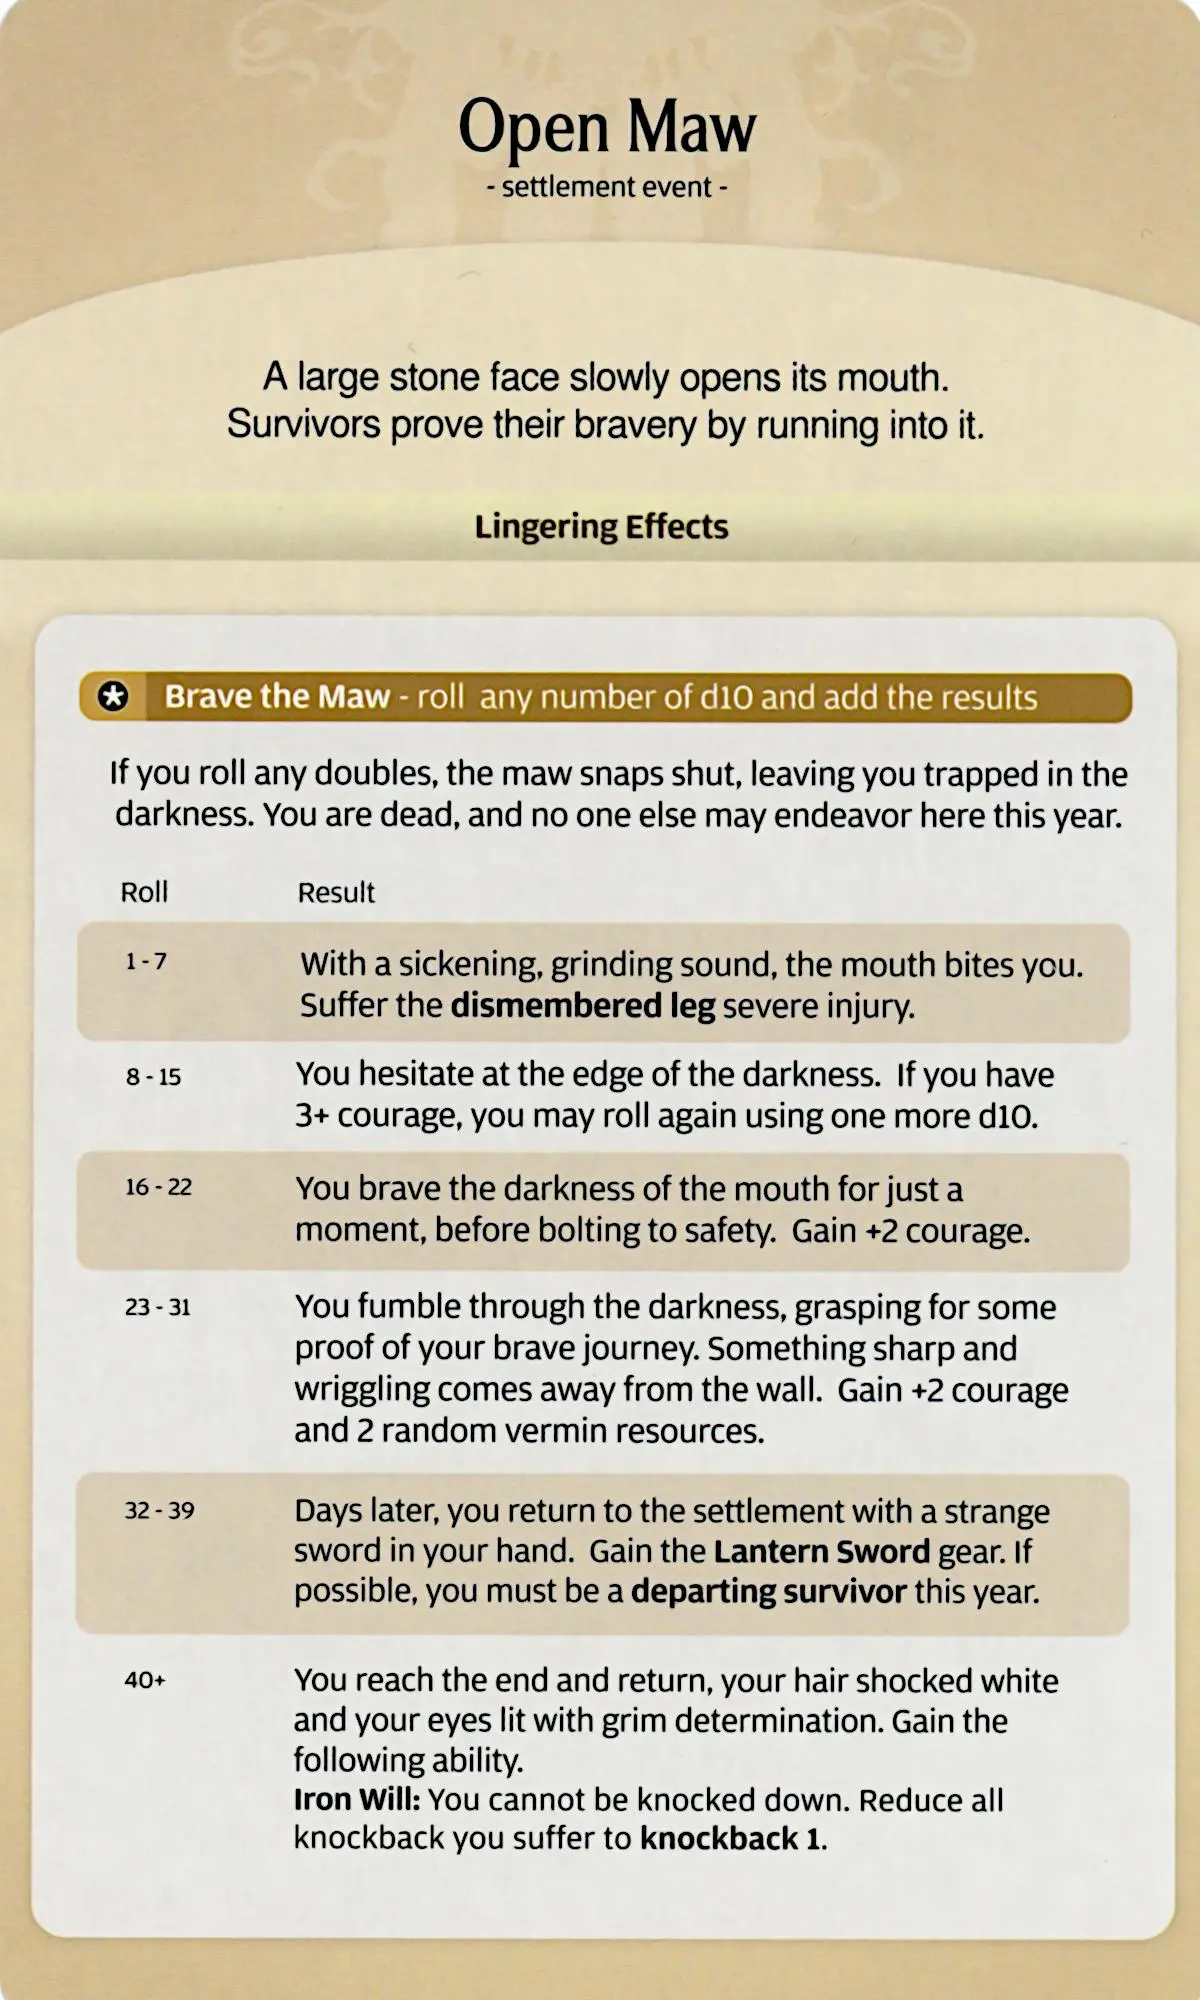 Open Maw
- settlement event -
A large stone face slowly opens its mouth.
Survivors prove their bravery by running into it.
Lingering Effects
Brave the Maw - roll any number of d10 and add the results
If you roll any doubles, the maw snaps shut, leaving you trapped in the
darkness. You are dead, and no one else may endeavor here this year.
Roll Result
1 - 7 With a sickening, grinding sound, the mouth bites you.
Suffer the dismembered leg severe injury.
8 - 15 You hesitate at the edge of the darkness. If you have
3+ courage, you may roll again using one more d10.
16 - 22 You brave the darkness of the mouth for just a
moment, before bolting to safety. Gain +2 courage.
23 - 31 You fumble through the darkness, grasping for some
proof of your brave journey. Something sharp and
wriggling comes away from the wall. Gain +2 courage
and 2 random vermin resources.
32 - 39 Days later, you return to the settlement with a strange
sword in your hand. Gain the Lantern Sword gear. If
possible, you must be a departing survivor this year.
40+ You reach the end and return, your hair shocked white
and your eyes lit with grim determination. Gain the
following ability.
Iron Will: You cannot be knocked down. Reduce all
knockback you suffer to knockback 1.